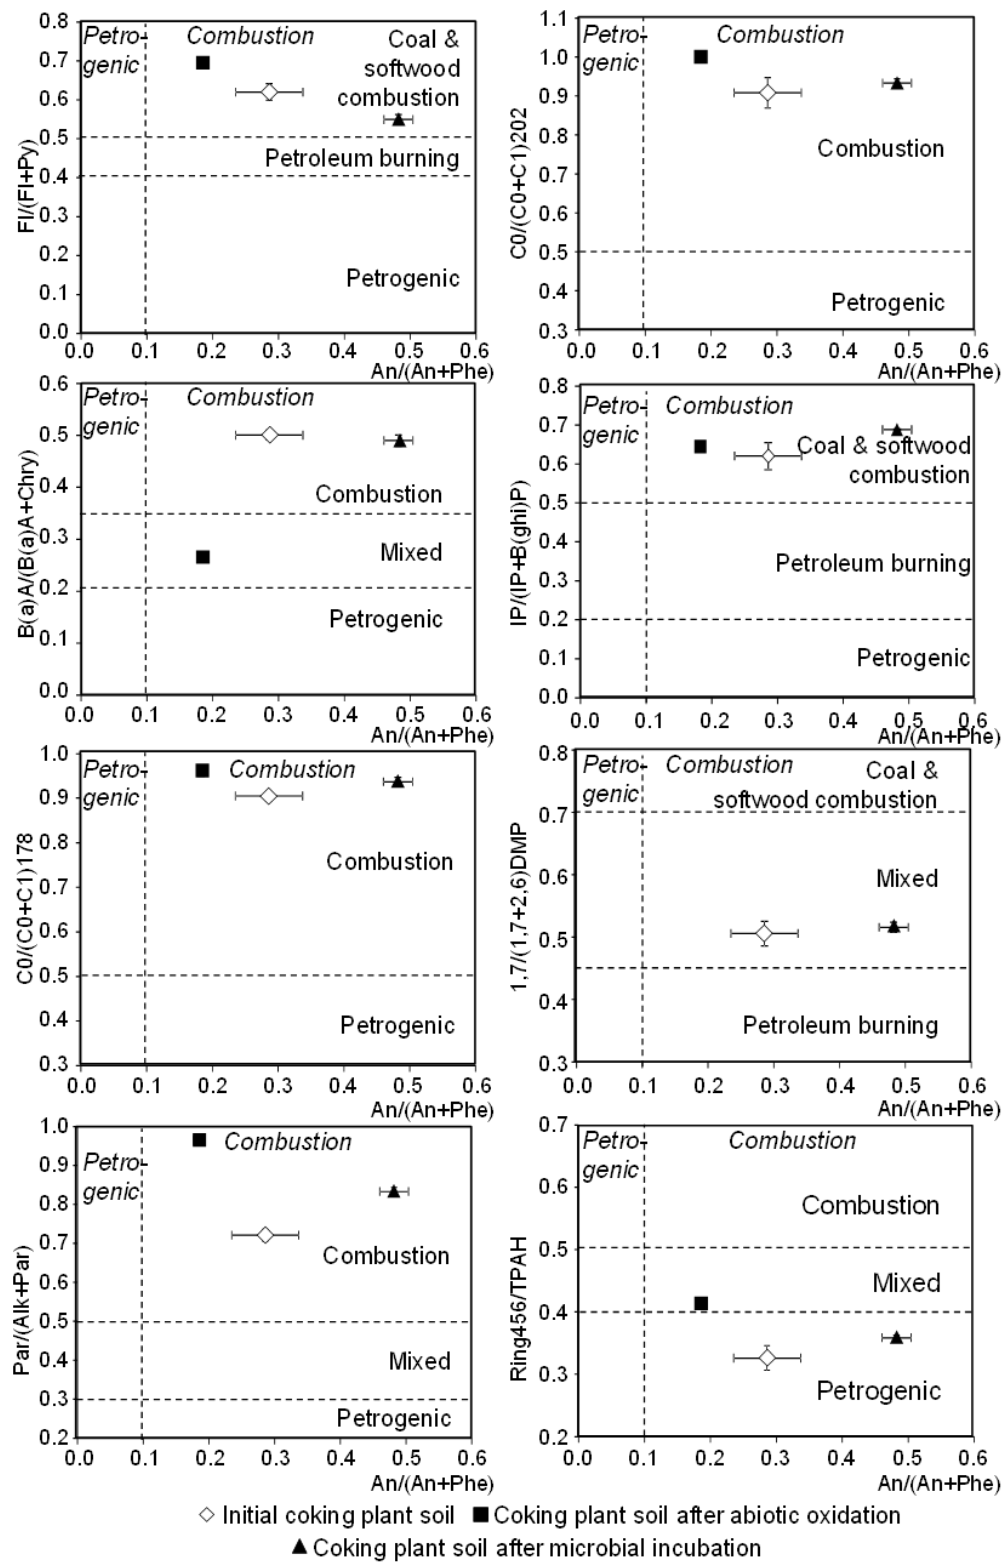 0.8
0.7
0.6
0.5
0.4
0.3
0.2
0.1
0.0
Fl/(Fl+Py)
Petro-
genic
Combustion
Coal &
softwood
combustion
Petroleum burning
Petrogenic
0.0 0.1 0.2 0.3 0.4 0.5 0.6
An/(An+Phe)
1.0
0.9
0.8
0.7
0.6
0.5
0.4
0.3
C0/(C0+C1)202
Petro-
genic
Combustion
Combustion
Petrogenic
0.0 0.1 0.2 0.3 0.4 0.5 0.6
An/(An+Phe)
0.6
0.5
0.4
0.3
0.2
0.1
0.0
B(a)A/(B(a)A+Chry)
Petro-
genic
Combustion
Combustion
Mixed
Petrogenic
0.0 0.1 0.2 0.3 0.4 0.5 0.6
An/(An+Phe)
0.8
0.7
0.6
0.5
0.4
0.3
0.2
0.1
0.0
IP/(IP+B(ghi)P)
Petro-
genic
Combustion
Coal & softwood
combustion
Petroleum burning
Petrogenic
0.0 0.1 0.2 0.3 0.4 0.5 0.6
An/(An+Phe)
1.0
0.9
0.8
0.7
0.6
0.5
0.4
0.3
C0/(C0+C1)178
Petro-
genic
Combustion
Combustion
Petrogenic
0.0 0.1 0.2 0.3 0.4 0.5 0.6
An/(An+Phe)
0.8
0.7
0.6
0.5
0.4
0.3
1,7/(1,7+2,6)DMP
Petro-
genic
Combustion
Coal &
softwood combustion
Mixed
Petroleum burning
0.0 0.1 0.2 0.3 0.4 0.5 0.6
An/(An+Phe)
1.0
0.9
0.8
0.7
0.6
0.5
0.4
0.3
0.2
Par/(Alk+Par)
Petro-
genic
Combustion
Combustion
Mixed
Petrogenic
0.0 0.1 0.2 0.3 0.4 0.5 0.6
An/(An+Phe)
0.7
0.6
0.5
0.4
0.3
0.2
Ring456/TPAH
Petro-
genic
Combustion
Combustion
Mixed
Petrogenic
0.0 0.1 0.2 0.3 0.4 0.5 0.6
An/(An+Phe)
Initial coking plant soil Coking plant soil after abiotic oxidation
Coking plant soil after microbial incubation